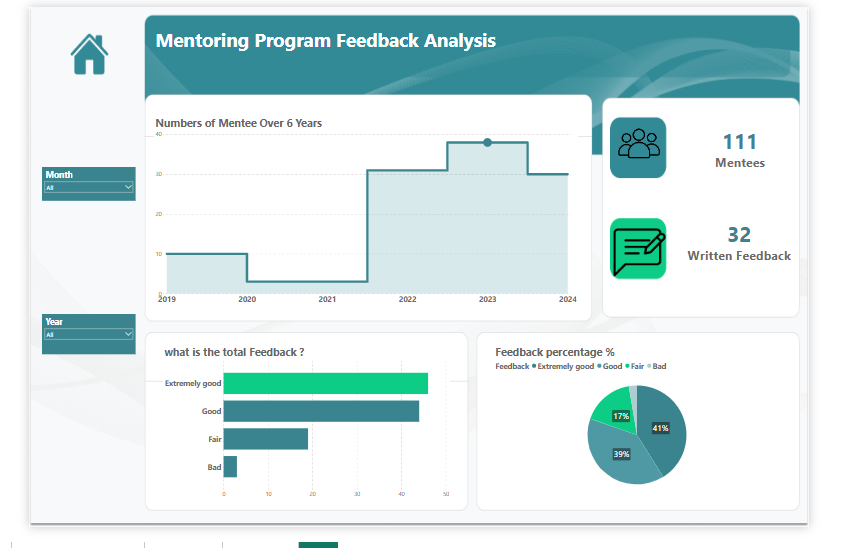 Mentoring Program Feedback Analysis
Month
All
Year
All
Numbers of Mentee Over 6 Years
40
30
20
10
0
2019 2020 2021 2022 2023 2024
111
Mentees
32
Written Feedback
what is the total Feedback ?
Extremely good
Good
Fair
Bad
0 10 20 30 40 50
Feedback percentage %
Feedback Extremely good Good Fair Bad
17%
41%
39%